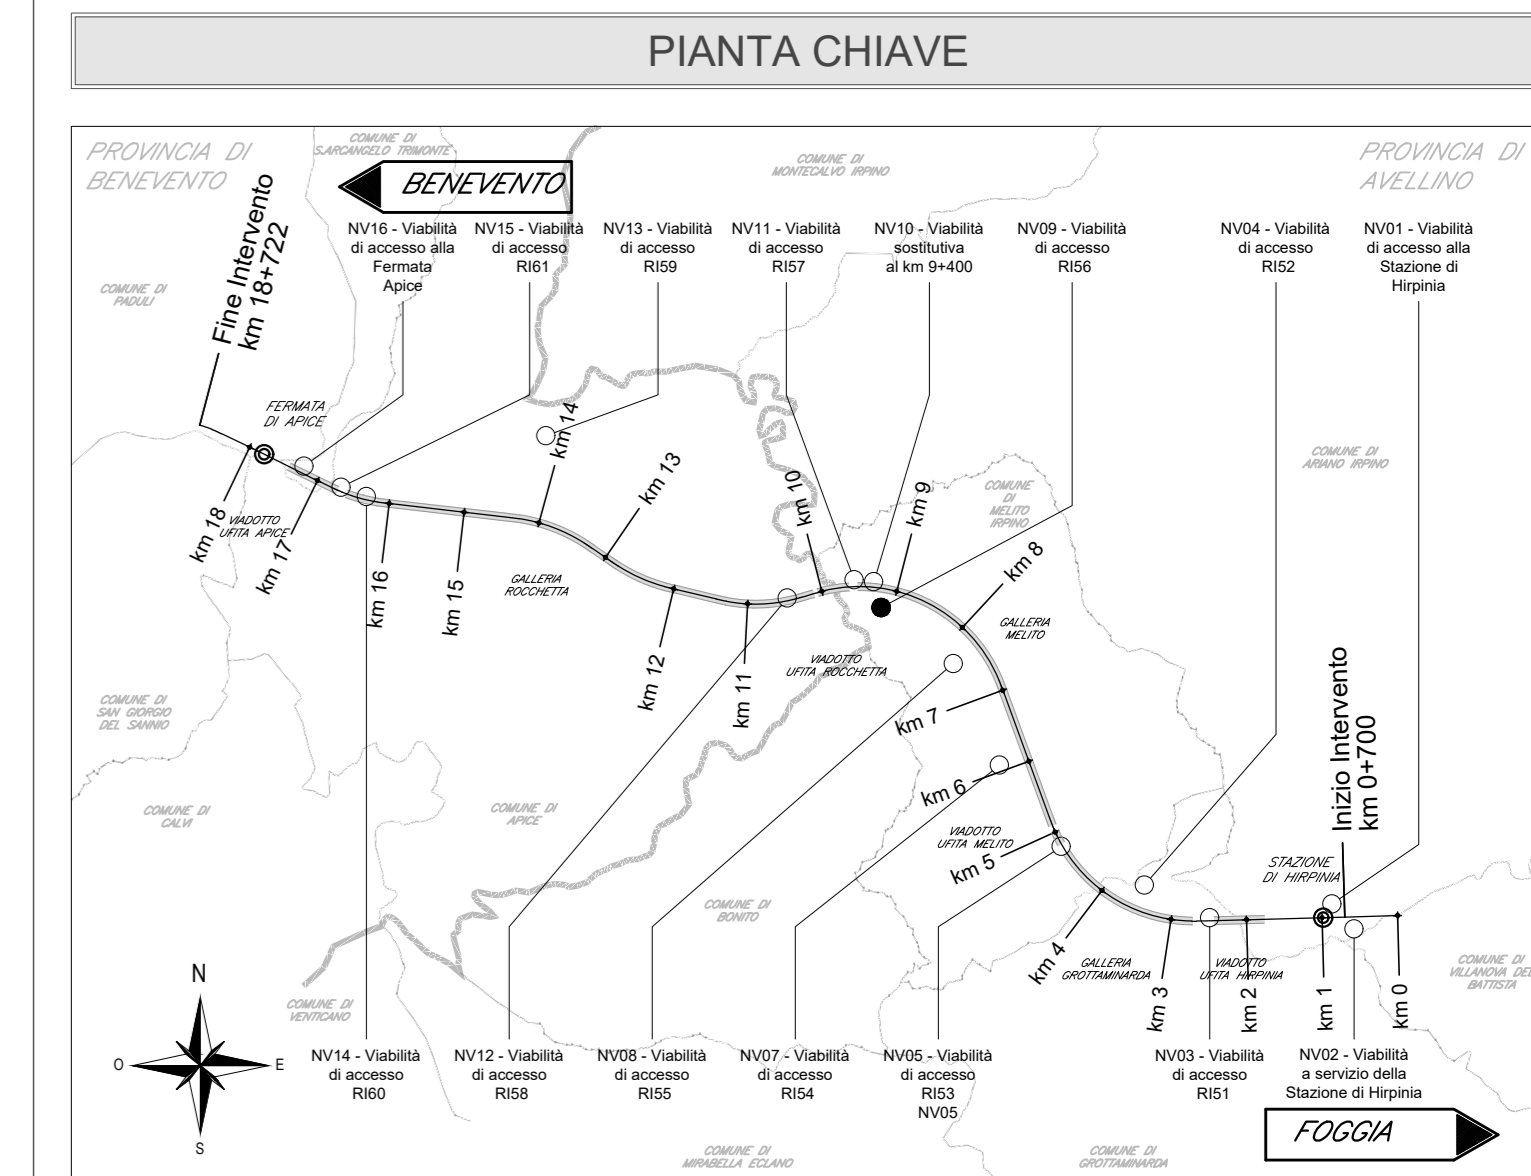 PIANTA CHIAVE
PROVINCIA DI
BENEVENTO
COMUNE DI
S.ARCANGELO TRIMONTE
BENEVENTO
COMUNE DI
MONTECALVO IRPINO
PROVINCIA DI
AVELLINO
Fine Intervento
km 18+722
NV16 - Viabilità
di accesso alla
Fermata
Apice
NV15 - Viabilità
di accesso
RI61
NV13 - Viabilità
di accesso
RI59
NV11 - Viabilità
di accesso
RI57
NV10 - Viabilità
sostitutiva
al km 9+400
NV09 - Viabilità
di accesso
RI56
NV04 - Viabilità
di accesso
RI52
NV01 - Viabilità
di accesso alla
Stazione di
Hirpinia
COMUNE DI
PADULI
FERMATA
DI APICE
km 14
km 13
km 10
km 9
COMUNE
DI
MELITO
IRPINO
COMUNE DI
ARIANO IRPINO
km 18
VIADOTTO
UFITA APICE
km 17
km 16
km 15
GALLERIA
ROCCHETTA
km 8
GALLERIA
MELITO
km 12
km 11
VIADOTTO
UFITA ROCCHETTA
km 7
COMUNE DI
SAN GIORGIO
DEL SANNIO
Inizio Intervento
km 0+700
COMUNE DI
CALVI
COMUNE DI
APICE
km 6
VIADOTTO
UFITA MELITO
km 5
STAZIONE
DI HIRPINIA
COMUNE DI
BONITO
km 4
GALLERIA
GROTTAMINARDA
km 3
VIADOTTO
UFITA HIRPINIA
km 2
km 1
km 0
COMUNE DI
VILLANOVA DEL
BATTISTA
COMUNE DI
VENTICANO
N
O
E
S
NV14 - Viabilità
di accesso
RI60
NV12 - Viabilità
di accesso
RI58
NV08 - Viabilità
di accesso
RI55
NV07 - Viabilità
di accesso
RI54
NV05 - Viabilità
di accesso
RI53
NV05
NV03 - Viabilità
di accesso
RI51
NV02 - Viabilità
a servizio della
Stazione di Hirpinia
FOGGIA
COMUNE DI
MIRABELLA ECLANO
COMUNE DI
GROTTAMINARDA